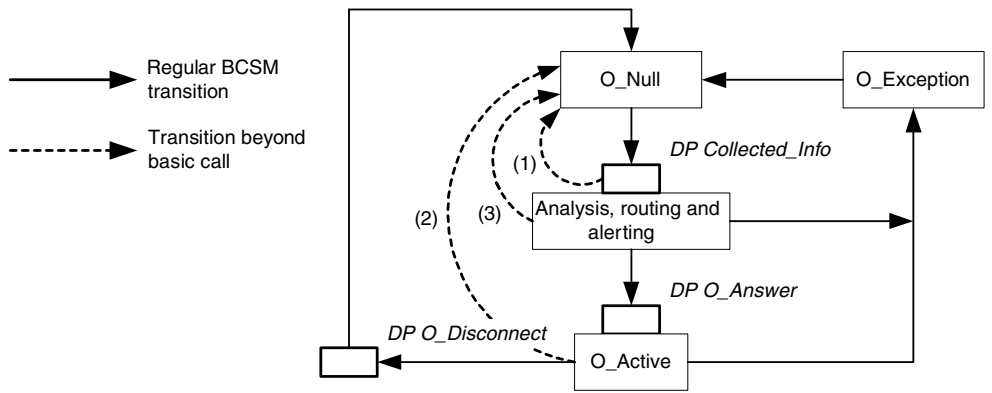 Regular BCSM
transition
Transition beyond
basic call
O_Null
O_Exception
DP Collected_Info
(1)
(2)
(3)
Analysis, routing and
alerting
DP O_Answer
DP O_Disconnect
O_Active